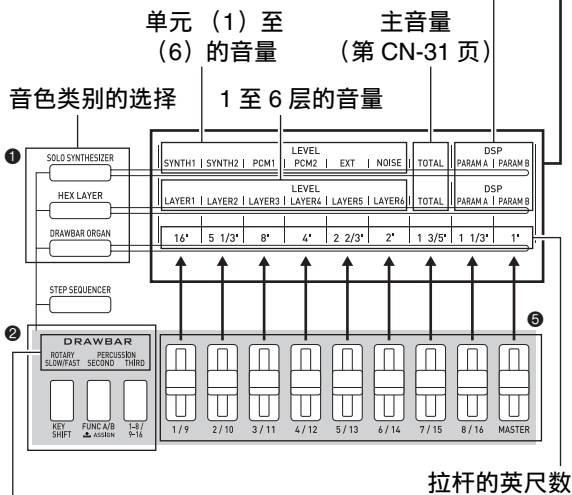 单元 （1）至
（6）的音量
主音量
（第 CN-31 页）
音色类别的选择
1 至 6 层的音量
❶
SOLO SYNTHESIZER
HEX LAYER
DRAWBAR ORGAN
STEP SEQUENCER
LEVEL
DSP
SYNTH1 SYNTH2 PCM1 PCM2 EXT NOISE TOTAL PARAM A PARAM B
LEVEL
DSP
LAYER1 LAYER2 LAYER3 LAYER4 LAYER5 LAYER6 TOTAL PARAM A PARAM B
16' 5 1/3' 8' 4' 2 2/3' 2' 1 3/5' 1 1/3' 1'
❷
DRAWBAR
ROTARY PERCUSSION
SLOW/FAST SECOND THIRD
KEY SHIFT
FUNC A/B
ASSIGN
1-8 /
9-16
❺
1 / 9 2 / 10 3 / 11 4 / 12 5 / 13 6 / 14 7 / 15 8 / 16 MASTER
拉杆的英尺数